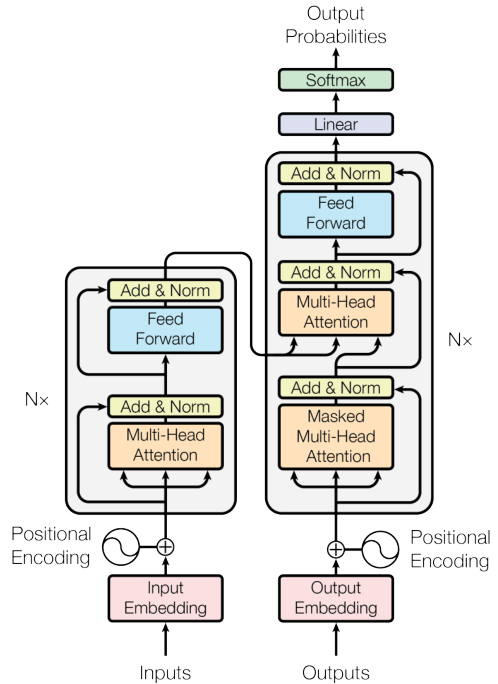 Output
Probabilities
Softmax
Linear
Add & Norm
Feed
Forward
Add & Norm
Multi-Head
Attention
Add & Norm
Masked
Multi-Head
Attention
N×
Add & Norm
Feed
Forward
Add & Norm
Multi-Head
Attention
N×
Positional
Encoding
Positional
Encoding
Input
Embedding
Output
Embedding
Inputs
Outputs